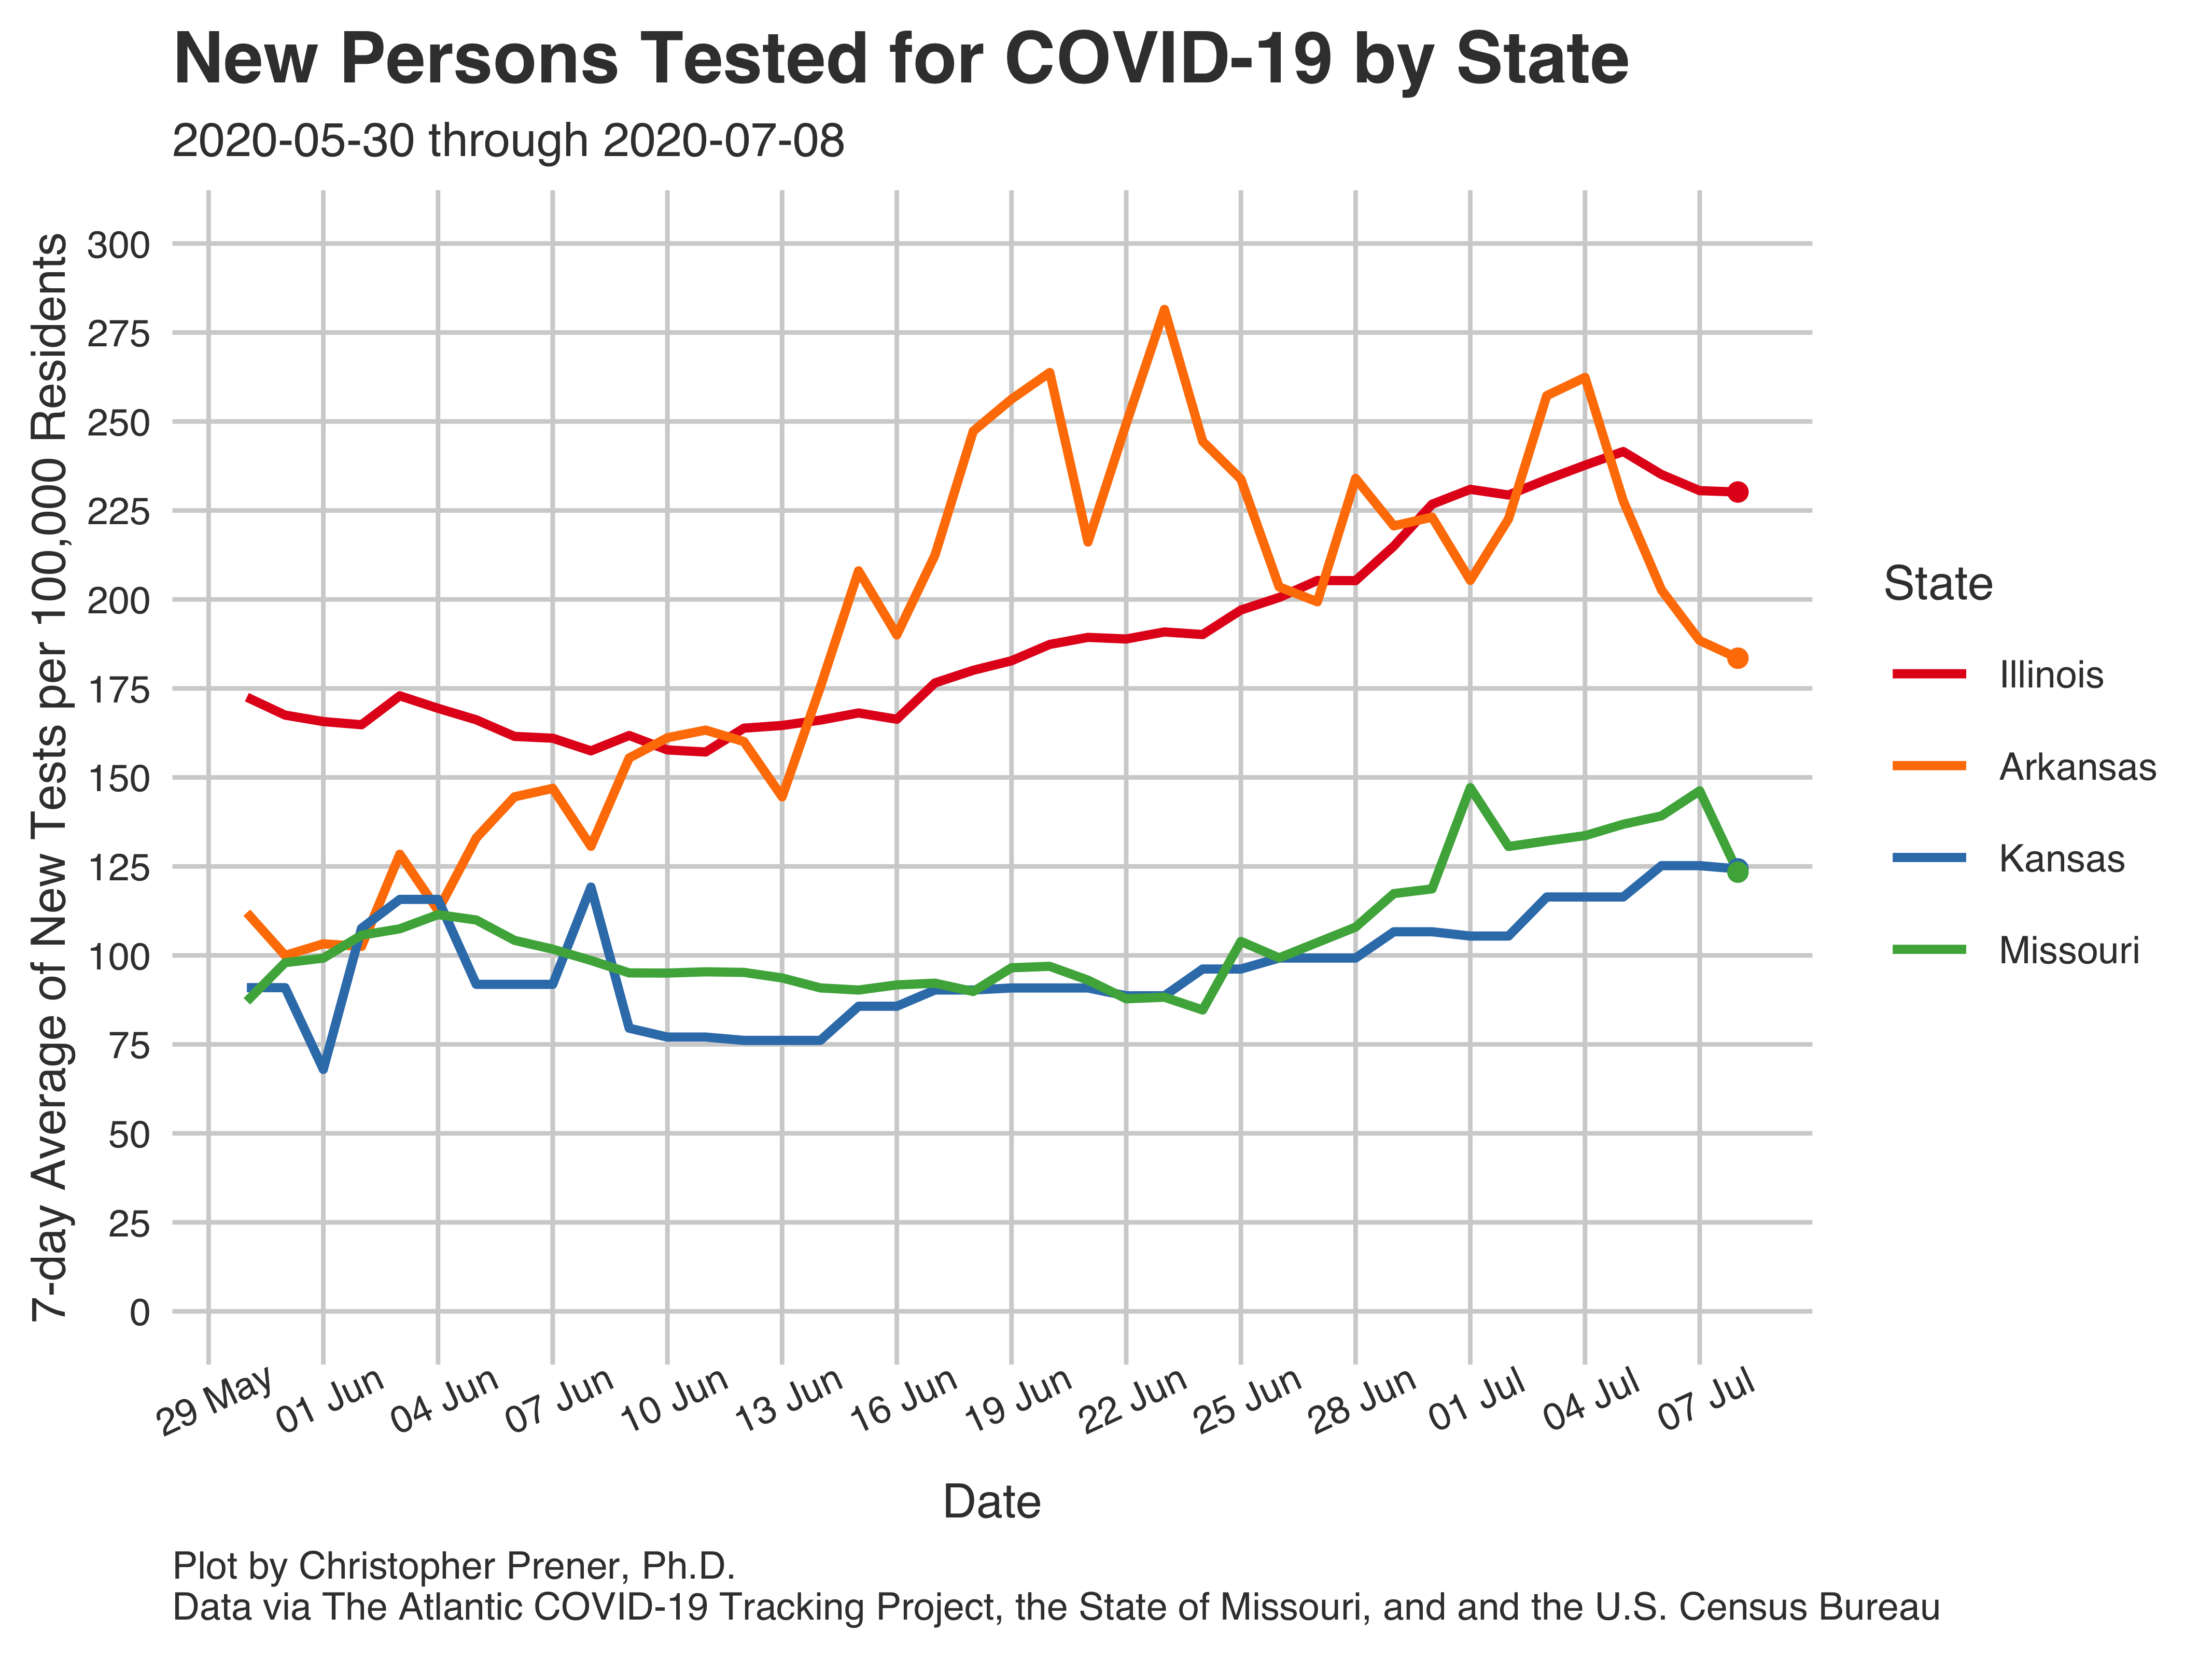 New Persons Tested for COVID-19 by State
2020-05-30 through 2020-07-08
7-day Average of New Tests per 100,000 Residents
300
275
250
225
200
175
150
125
100
75
50
25
0
29 May
01 Jun
04 Jun
07 Jun
10 Jun
13 Jun
16 Jun
19 Jun
22 Jun
25 Jun
28 Jun
01 Jul
04 Jul
07 Jul
Date
State
Illinois
Arkansas
Kansas
Missouri
Plot by Christopher Prener, Ph.D.
Data via The Atlantic COVID-19 Tracking Project, the State of Missouri, and and the U.S. Census Bureau